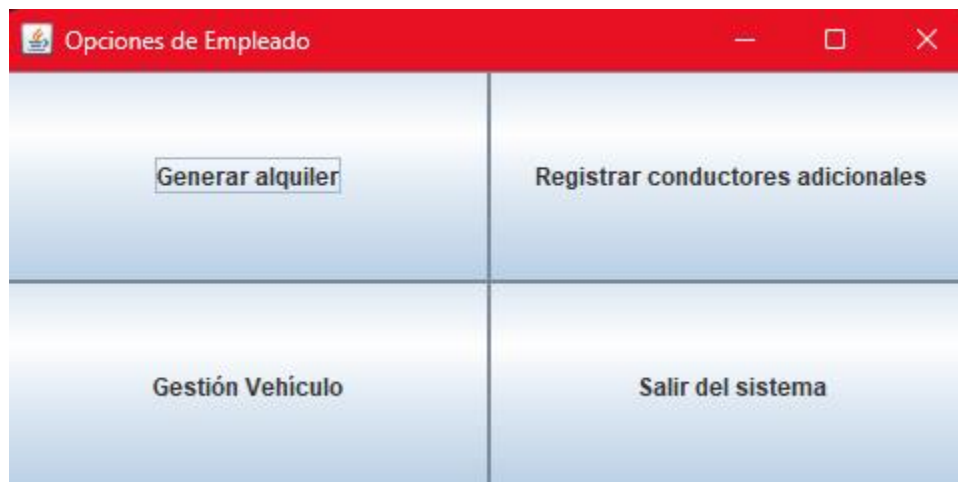 Opciones de Empleado
Generar alquiler
Registrar conductores adicionales
Gestión Vehículo
Salir del sistema